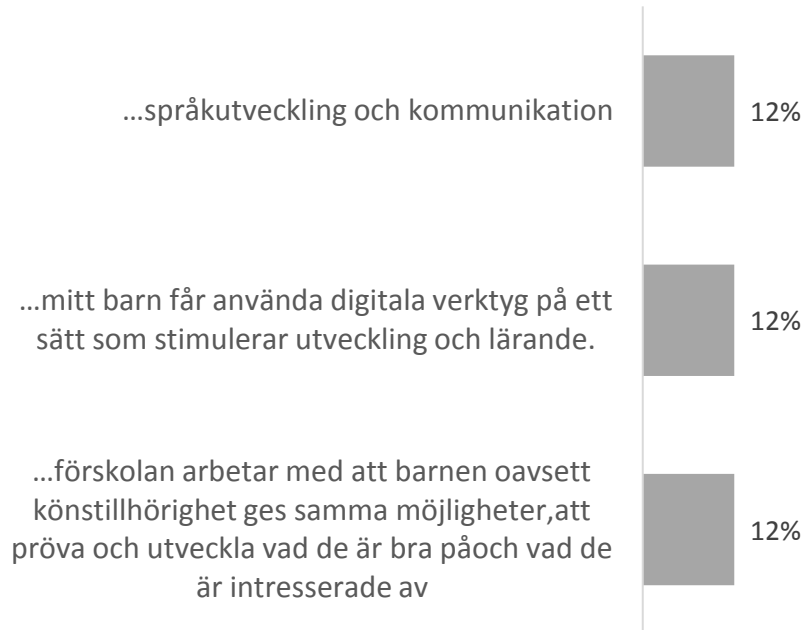 ...språkutveckling och kommunikation
12%
...mitt barn får använda digitala verktyg på ett
sätt som stimulerar utveckling och lärande.
12%
...förskolan arbetar med att barnen oavsett
könstillhörighet ges samma möjligheter,att
pröva och utveckla vad de är bra påoch vad de
är intresserade av
12%